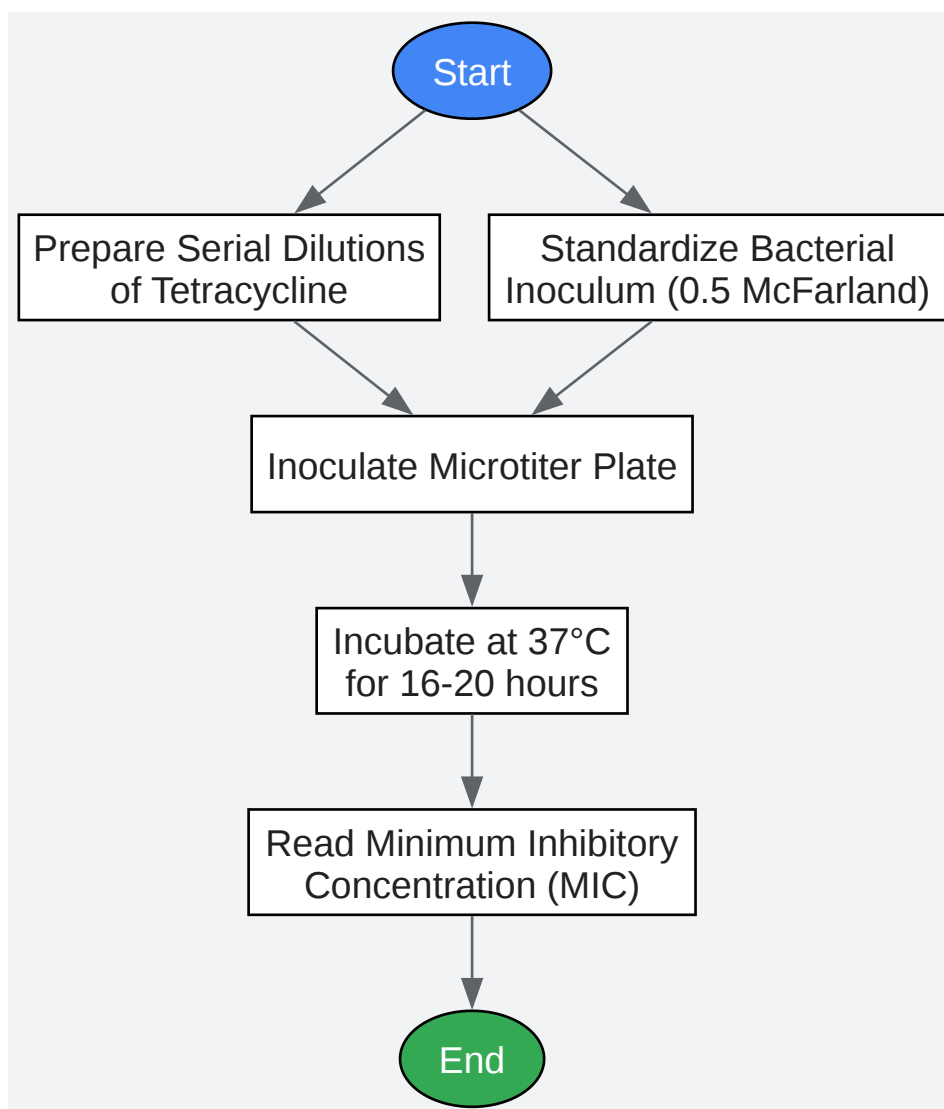 Start
Prepare Serial Dilutions
of Tetracycline
Standardize Bacterial
Inoculum (0.5 McFarland)
Inoculate Microtiter Plate
Incubate at 37°C
for 16-20 hours
Read Minimum Inhibitory
Concentration (MIC)
End